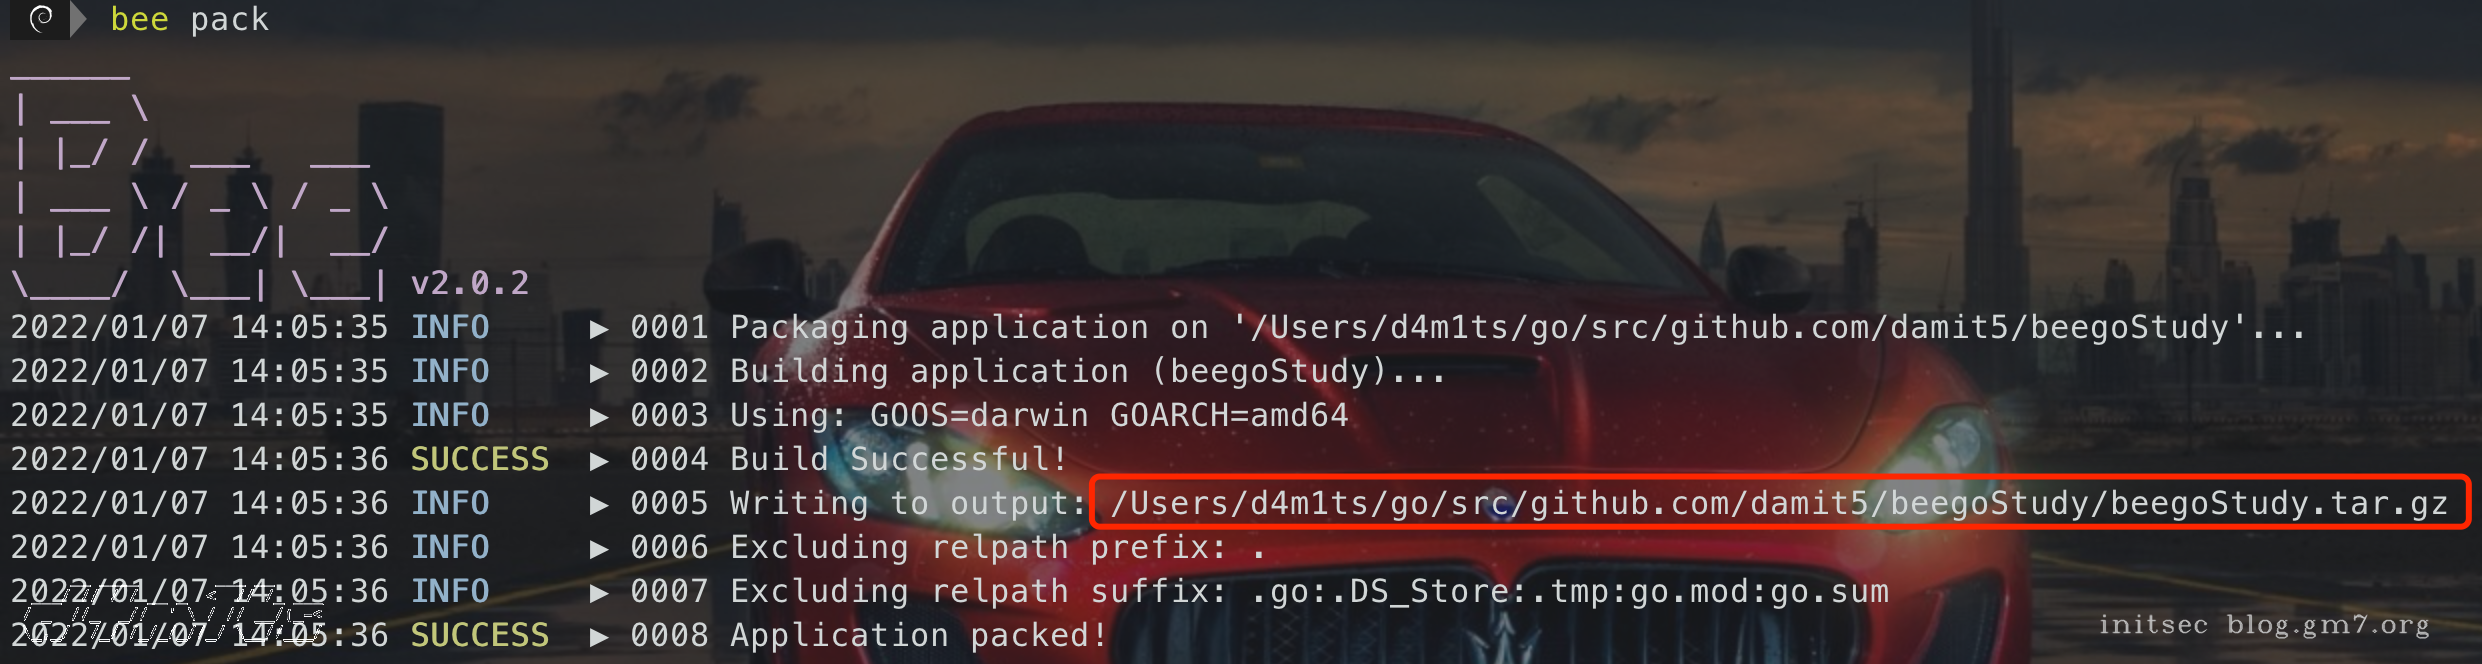 bee pack
______
| ___ \
| |_/ /  ___   ___
| ___ \ / _ \ / _ \
| |_/ /|  __/|  __/
\____/  \___| \___| v2.0.2
2022/01/07 14:05:35 INFO     ▶ 0001 Packaging application on '/Users/d4m1ts/go/src/github.com/damit5/beegoStudy'...
2022/01/07 14:05:35 INFO     ▶ 0002 Building application (beegoStudy)...
2022/01/07 14:05:35 INFO     ▶ 0003 Using: GOOS=darwin GOARCH=amd64
2022/01/07 14:05:36 SUCCESS  ▶ 0004 Build Successful!
2022/01/07 14:05:36 INFO     ▶ 0005 Writing to output: /Users/d4m1ts/go/src/github.com/damit5/beegoStudy/beegoStudy.tar.gz
2022/01/07 14:05:36 INFO     ▶ 0006 Excluding relpath prefix: .
2022/01/07 14:05:36 INFO     ▶ 0007 Excluding relpath suffix: .go:.DS_Store:.tmp:go.mod:go.sum
2022/01/07 14:05:36 SUCCESS  ▶ 0008 Application packed!
initsec blog.gm7.org